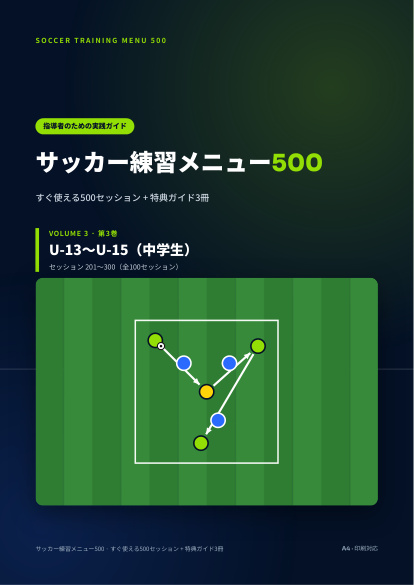 SOCCER TRAINING MENU 500
指導者のための実践ガイド
サッカー練習メニュー500
すぐ使える500セッション + 特典ガイド3冊
VOLUME 3 · 第3巻
U-13〜U-15（中学生）
セッション 201〜300（全100セッション）
サッカー練習メニュー500 · すぐ使える500セッション + 特典ガイド3冊
A4 · 印刷対応